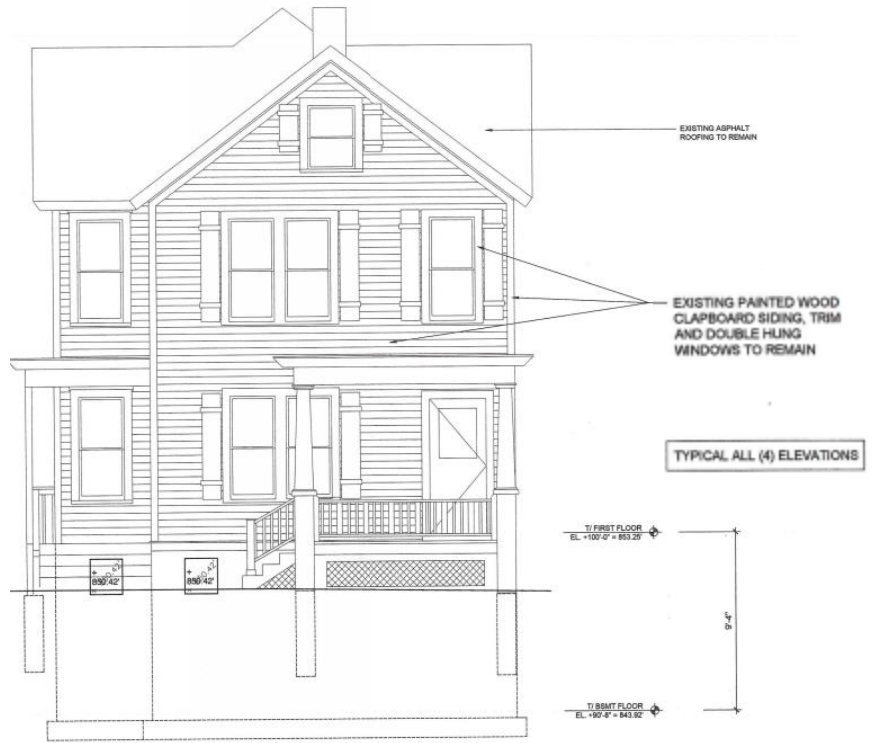 EXISTING ASPHALT
ROOFING TO REMAIN
EXISTING PAINTED WOOD
CLAPBOARD SIDING, TRIM
AND DOUBLE HUNG
WINDOWS TO REMAIN
TYPICAL ALL (4) ELEVATIONS
T/ FIRST FLOOR
EL. +100'-0" = 853.25'
850.42'
850.42'
9'-4"
T/ BSMT FLOOR
EL. +90'-8" = 843.92'